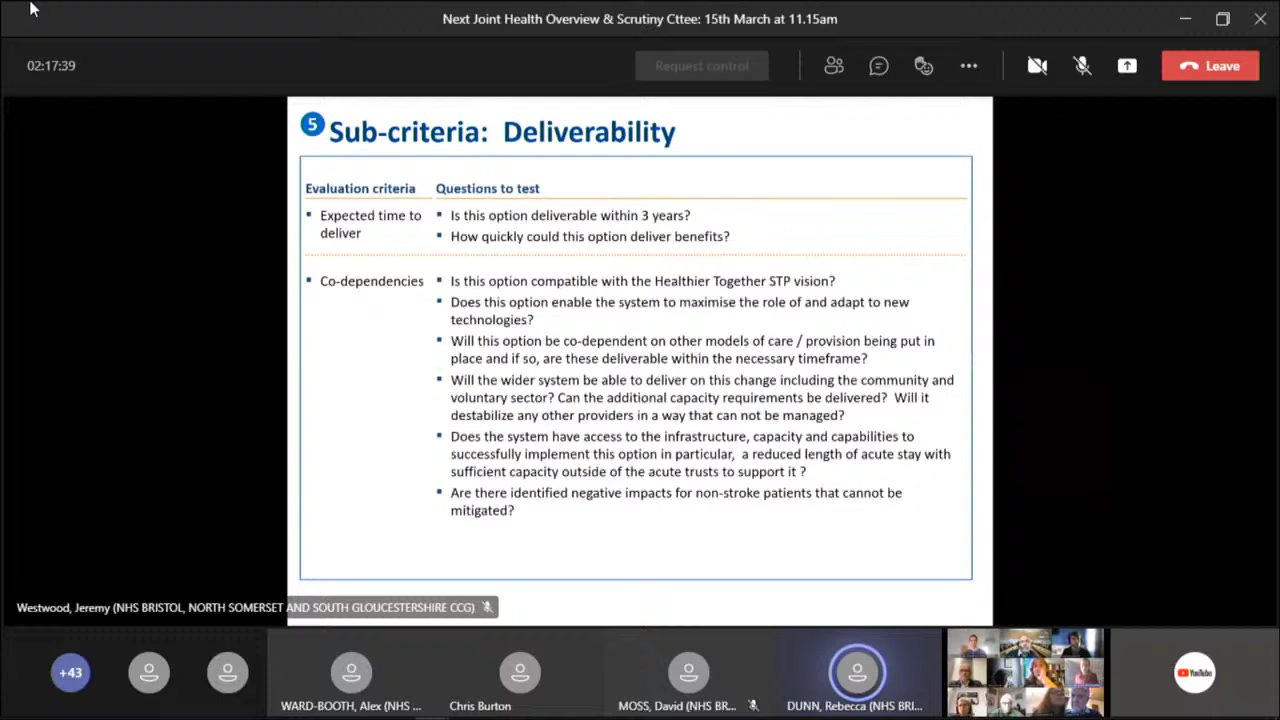 Next Joint Health Overview & Scrutiny Cttee: 15th March at 11.15am
02:17:39
Request control
Leave
5 Sub-criteria: Deliverability
Evaluation criteria
Questions to test
Expected time to
deliver
Is this option deliverable within 3 years?
How quickly could this option deliver benefits?
Co-dependencies
Is this option compatible with the Healthier Together STP vision?
Does this option enable the system to maximise the role of and adapt to new
technologies?
Will this option be co-dependent on other models of care / provision being put in
place and if so, are these deliverable within the necessary timeframe?
Will the wider system be able to deliver on this change including the community and
voluntary sector? Can the additional capacity requirements be delivered? Will it
destabilize any other providers in a way that can not be managed?
Does the system have access to the infrastructure, capacity and capabilities to
successfully implement this option in particular, a reduced length of acute stay with
sufficient capacity outside of the acute trusts to support it ?
Are there identified negative impacts for non-stroke patients that cannot be
mitigated?
Westwood, Jeremy (NHS BRISTOL, NORTH SOMERSET AND SOUTH GLOUCESTERSHIRE CCG)
+43
WARD-BOOTH, Alex (NHS ...
Chris Burton
MOSS, David (NHS BR...
DUNN, Rebecca (NHS BRI...
YouTube